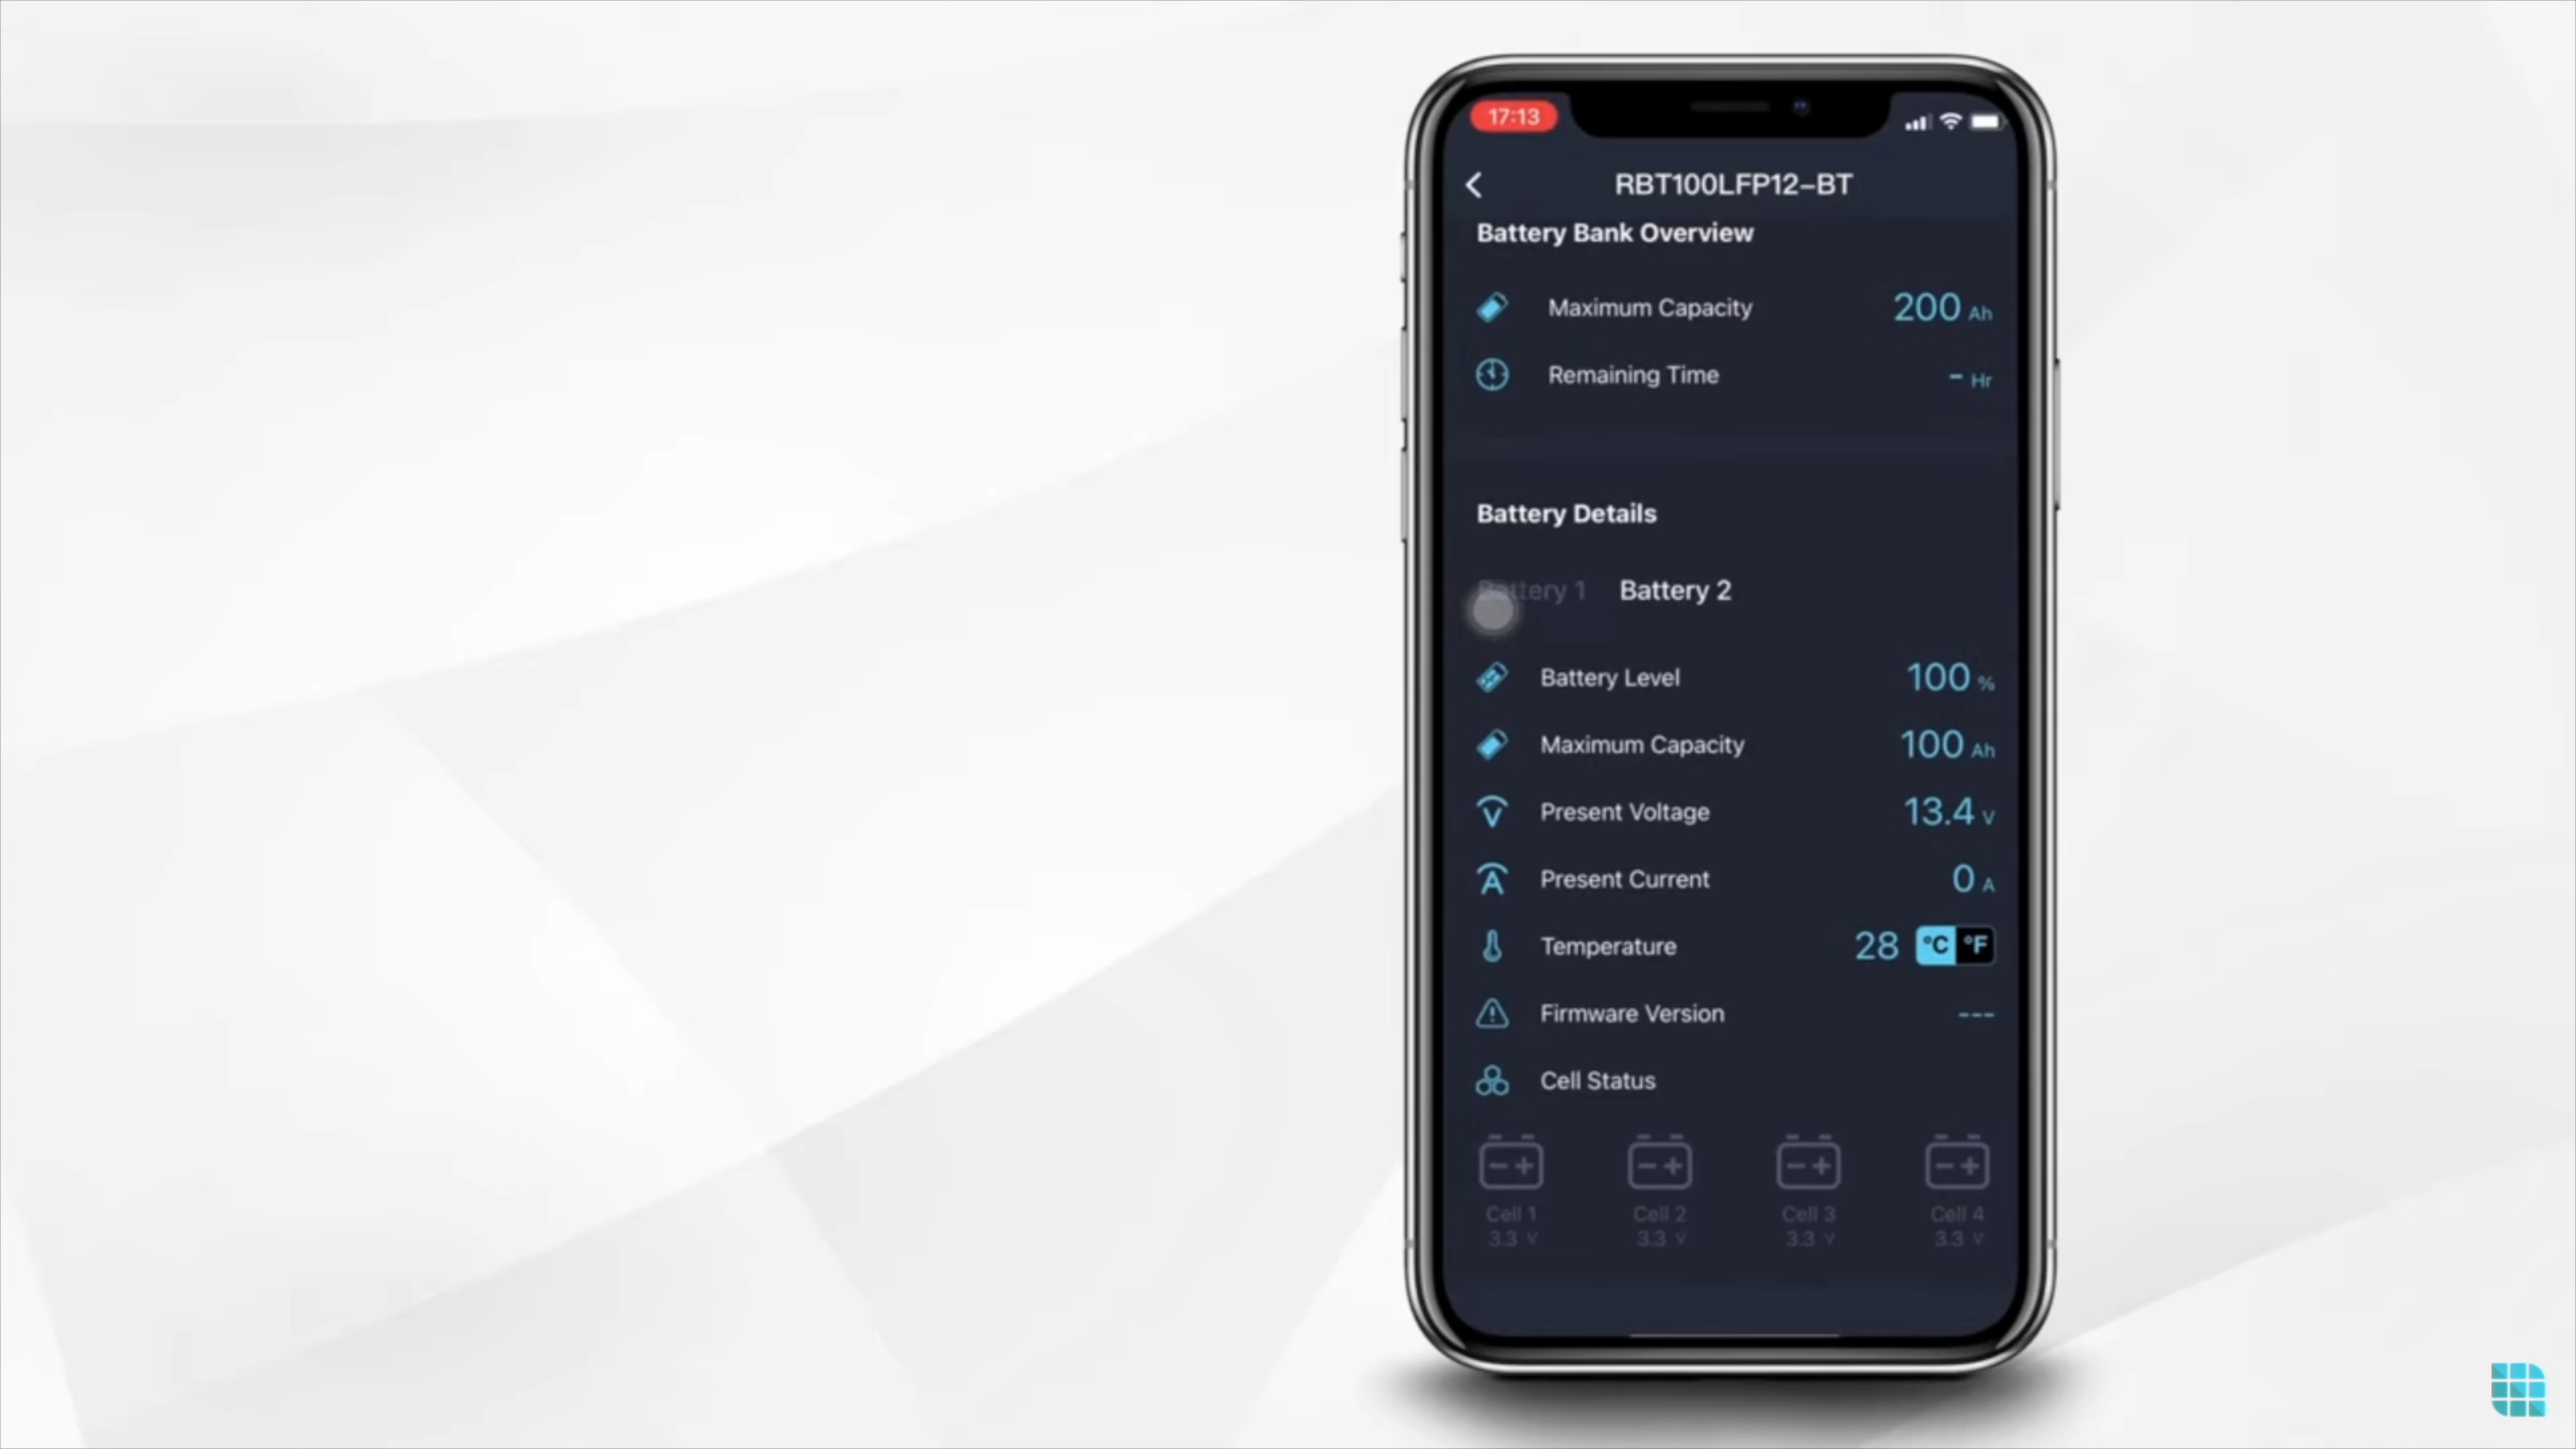 17:13
RBT100LFP12-BT
Battery Bank Overview
Maximum Capacity 200 Ah
Remaining Time - Hr
Battery Details
Battery 1 Battery 2
Battery Level 100 %
Maximum Capacity 100 Ah
Present Voltage 13.4 V
Present Current 0 A
Temperature 28 °C °F
Firmware Version ---
Cell Status
Cell 1 Cell 2 Cell 3 Cell 4
3.3 V 3.3 V 3.3 V 3.3 V